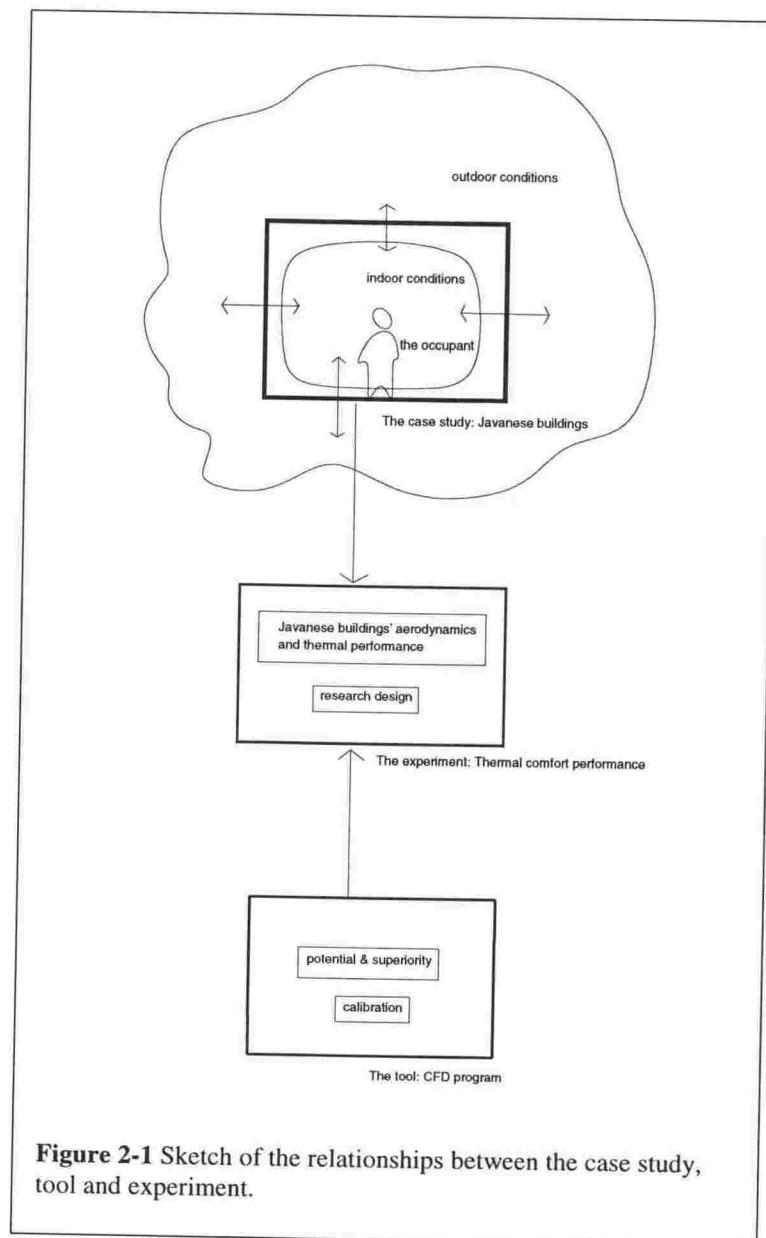 outdoor conditions
indoor conditions
the occupant
The case study: Javanese buildings
Javanese buildings' aerodynamics
and thermal performance
research design
The experiment: Thermal comfort performance
potential & superiority
calibration
The tool: CFD program
Figure 2-1 Sketch of the relationships between the case study,
tool and experiment.